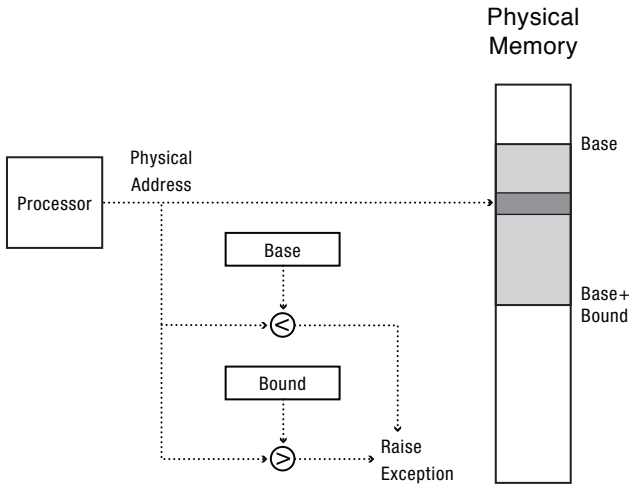 Physical
Memory
Base
Physical
Address
Processor
Base
<
Base+
Bound
Bound
>
Raise
Exception